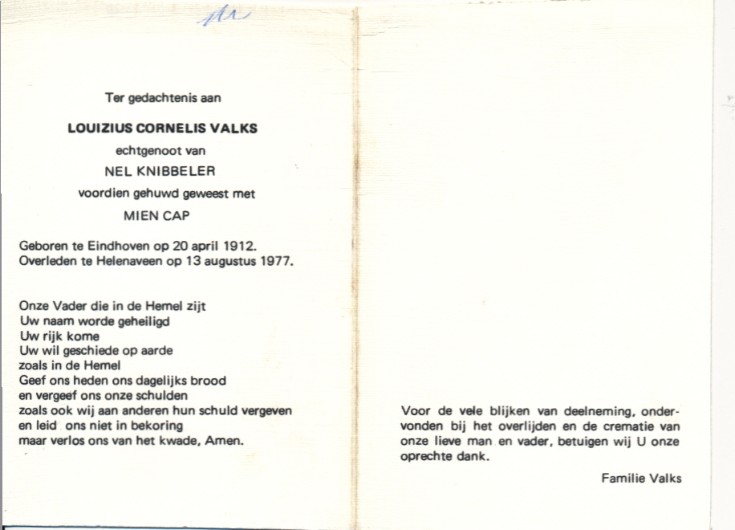 Ter gedachtenis aan
LOUIZIUS CORNELIS VALKS
echtgenoot van
NEL KNIBBELER
voordien gehuwd geweest met
MIEN CAP
Geboren te Eindhoven op 20 april 1912.
Overleden te Helenaveen op 13 augustus 1977.
Onze Vader die in de Hemel zijt
Uw naam worde geheiligd
Uw rijk kome
Uw wil geschiede op aarde
zoals in de Hemel
Geef ons heden ons dagelijks brood
en vergeef ons onze schulden
zoals ook wij aan anderen hun schuld vergeven
en leid ons niet in bekoring
maar verlos ons van het kwade, Amen.
Voor de vele blijken van deelneming, onder-
vonden bij het overlijden en de crematie van
onze lieve man en vader, betuigen wij U onze
oprechte dank.
Familie Valks